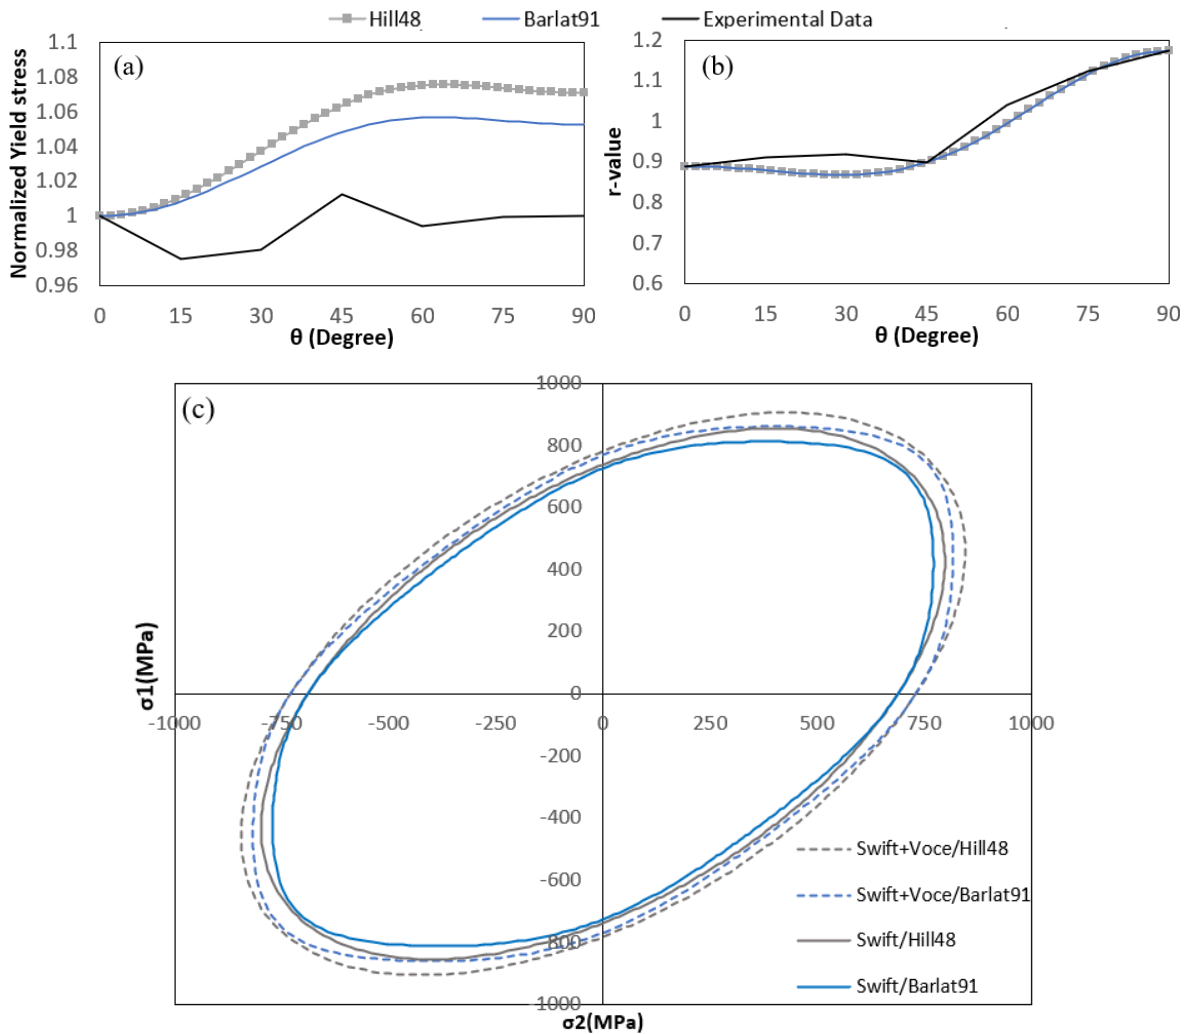 Hill48 Barlat91 Experimental Data
(a)
Normalized Yield stress
1.1
1.08
1.06
1.04
1.02
1
0.98
0.96
0 15 30 45 60 75 90
θ (Degree)
(b)
r-value
1.2
1.1
1
0.9
0.8
0.7
0.6
0 15 30 45 60 75 90
θ (Degree)
(c)
σ1(MPa)
1000
800
600
400
200
0
-1000 -750 -500 -250 0 250 500 750 1000
-200
-400
-600
-800
-1000
σ2(MPa)
Swift+Voce/Hill48
Swift+Voce/Barlat91
Swift/Hill48
Swift/Barlat91